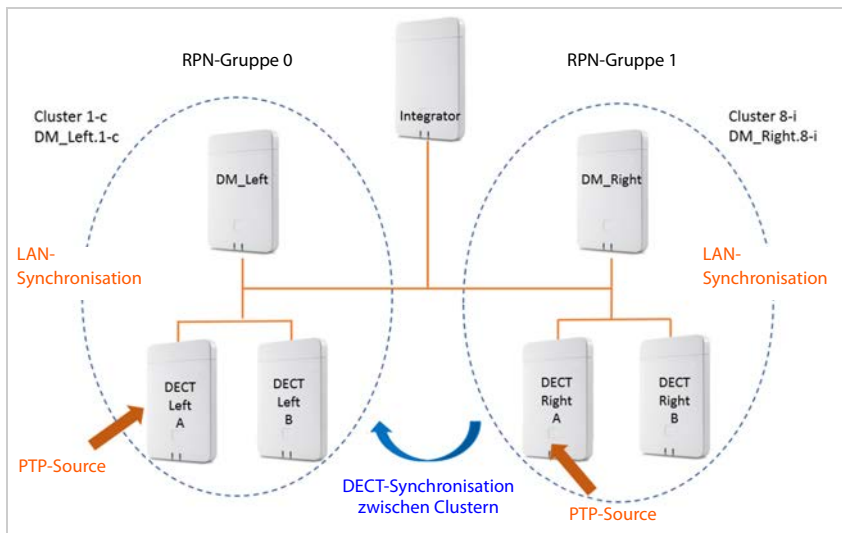 RPN-Gruppe 0
RPN-Gruppe 1
Integrator
Cluster 1-c
DM_Left.1-c
Cluster 8-i
DM_Right.8-i
DM_Left
DM_Right
LAN-
Synchronisation
LAN-
Synchronisation
DECT
Left
A
DECT
Left
B
DECT
Right
A
DECT
Right
B
PTP-Source
DECT-Synchronisation
zwischen Clustern
PTP-Source